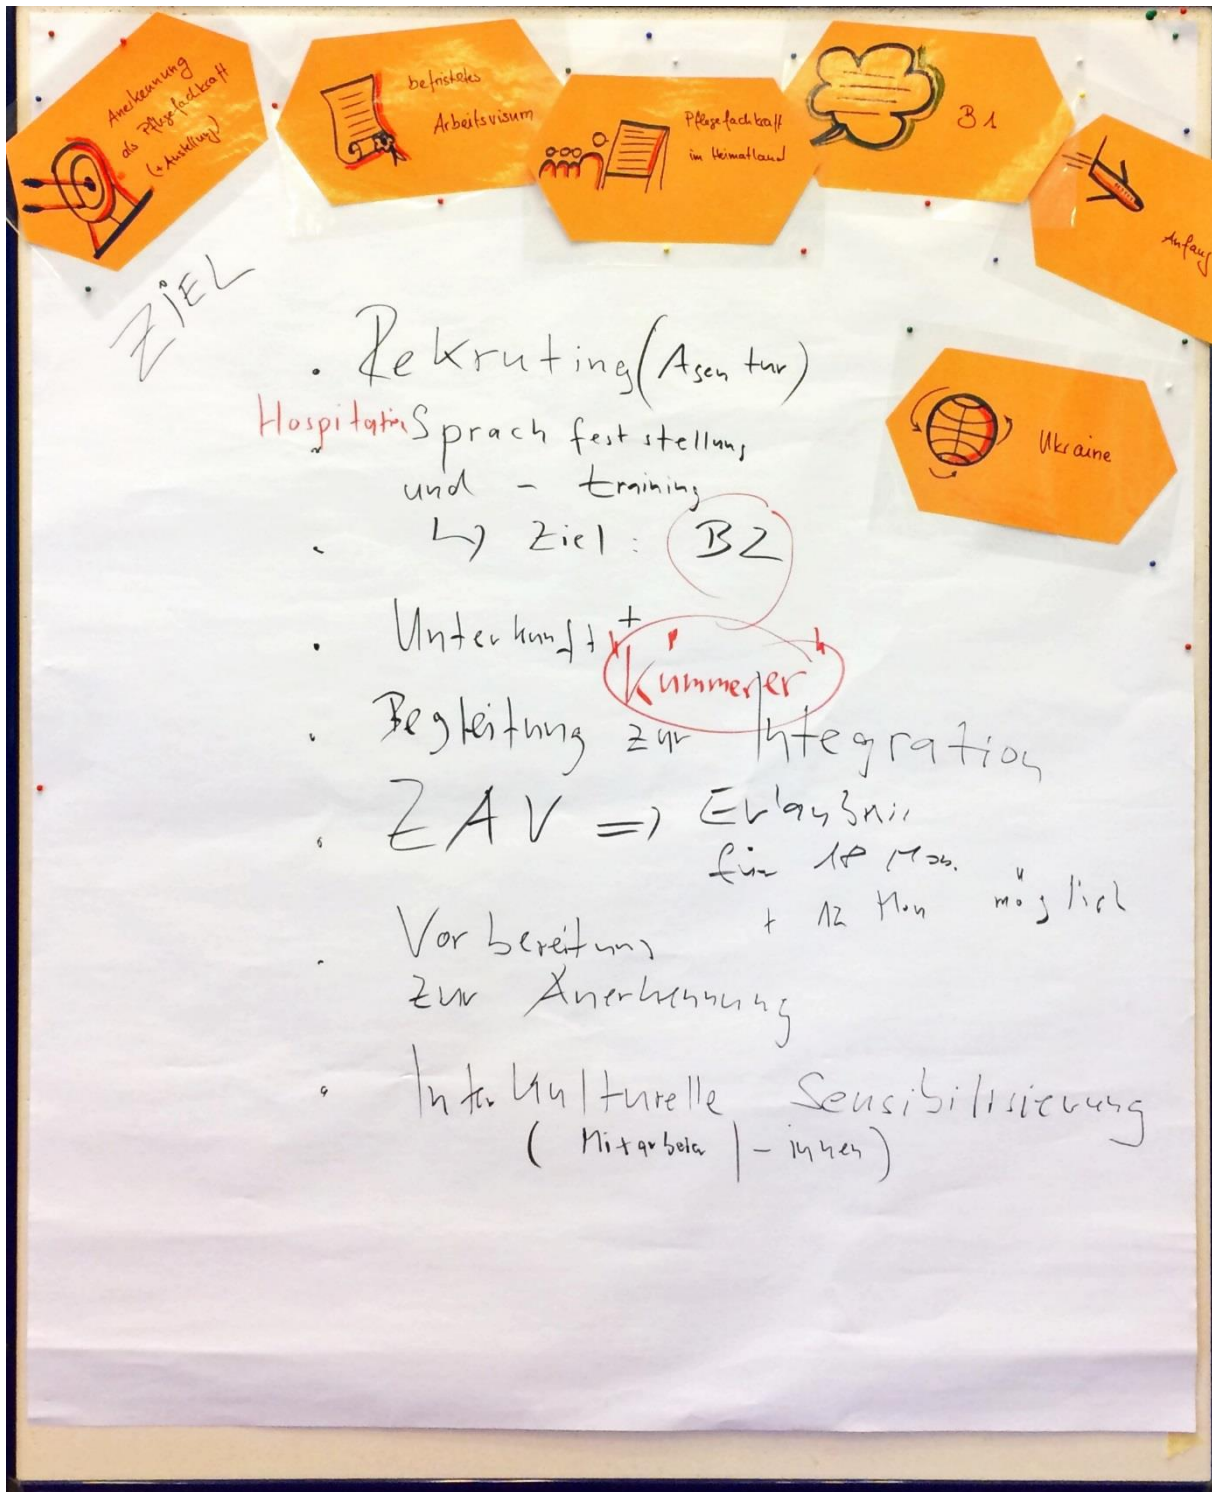 Anerkennung
als Pflegefachkraft
(+ Anstellung)
befristetes
Arbeitsvisum
Pflegefachkraft
im Heimatland
B1
Anfang
Ukraine
ZiEL
Rekruting (Agentur)
Hospitation
Sprachfeststellung
und - training
↳ Ziel: B2
Unterkunft +
Kümmerer
Begleitung zur Integration
ZAV => Erlaubnis
für 18 Mon.
+ 12 Mon möglich
Vorbereitung
zur Anerkennung
Interkulturelle Sensibilisierung
( Mitarbeiter | - innen)